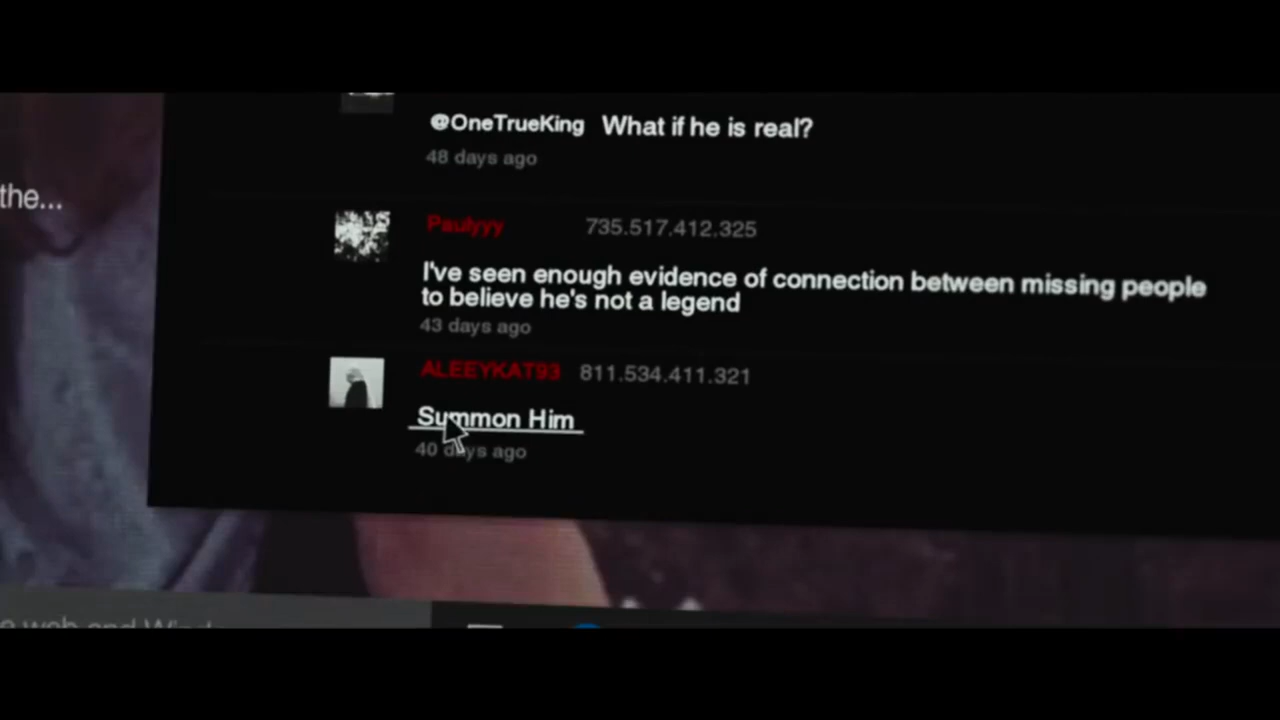 @OneTrueKing What if he is real?
48 days ago
the...
Paulyyy 735.517.412.325
I've seen enough evidence of connection between missing people
to believe he's not a legend
43 days ago
ALEEYKAT93 811.534.411.321
Summon Him
40 days ago
web and